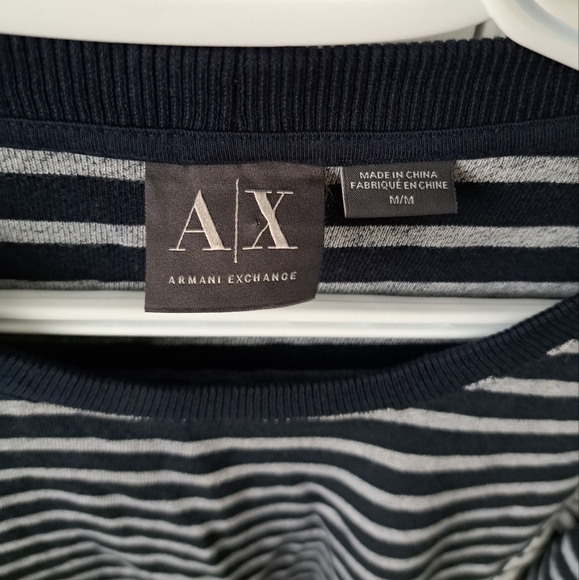 A|X
ARMANI EXCHANGE
MADE IN CHINA
FABRIQUÉ EN CHINE
M/M